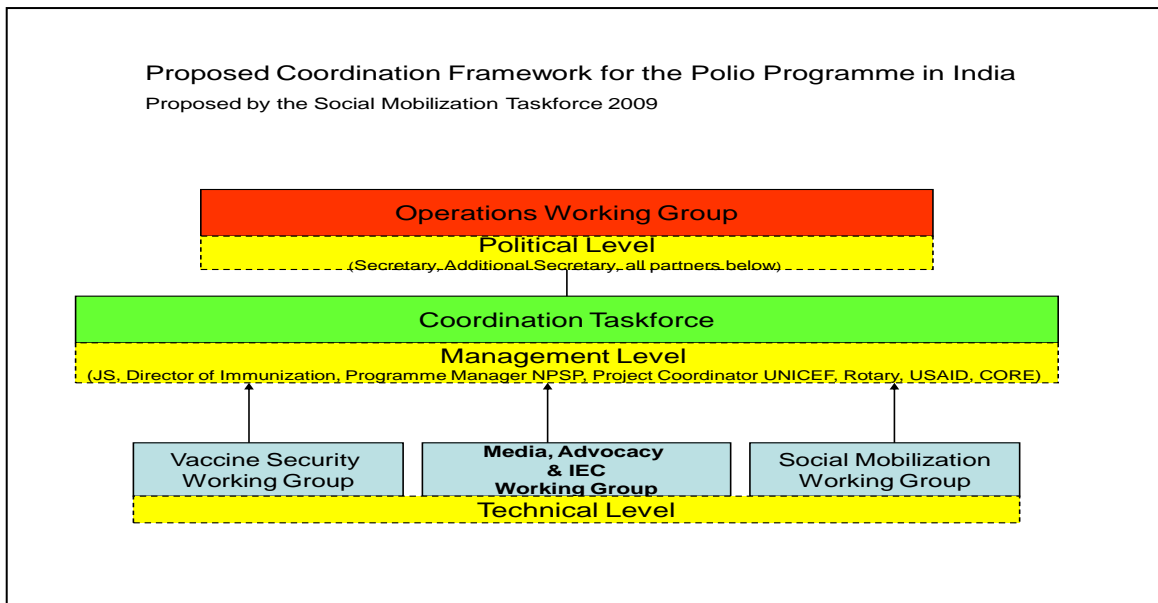 Proposed Coordination Framework for the Polio Programme in India
Proposed by the Social Mobilization Taskforce 2009
Operations Working Group
Political Level
(Secretary, Additional Secretary, all partners below)
Coordination Taskforce
Management Level
(JS, Director of Immunization, Programme Manager NPSP, Project Coordinator UNICEF, Rotary, USAID, CORE)
Vaccine Security
Working Group
Media, Advocacy
& IEC
Working Group
Social Mobilization
Working Group
Technical Level